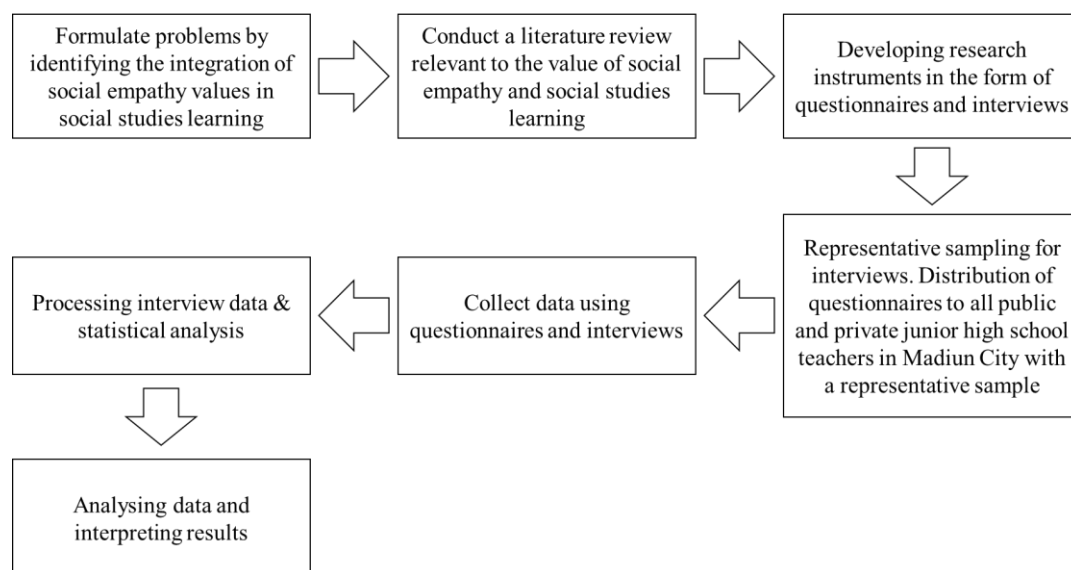 Formulate problems by
identifying the integration of
social empathy values in
social studies learning
Conduct a literature review
relevant to the value of social
empathy and social studies
learning
Developing research
instruments in the form of
questionnaires and interviews
Representative sampling for
interviews. Distribution of
questionnaires to all public
and private junior high school
teachers in Madiun City with
a representative sample
Collect data using
questionnaires and interviews
Processing interview data &
statistical analysis
Analysing data and
interpreting results